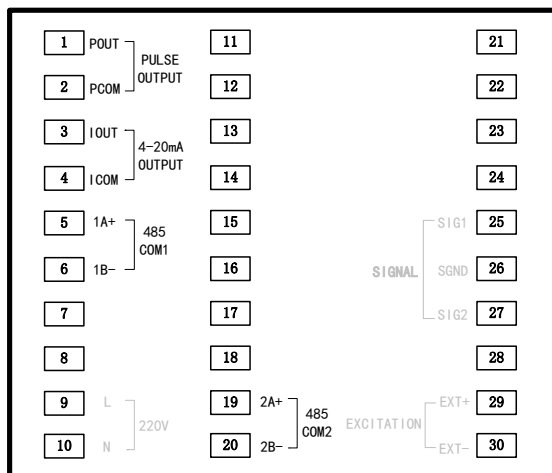 1 POUT
PULSE
OUTPUT
2 PCOM
3 IOUT
4-20mA
OUTPUT
4 ICOM
5 1A+
485
COM1
6 1B-
7
8
9 L
220V
10 N
11
12
13
14
15
16
17
18
19 2A+
485
COM2
20 2B-
21
22
23
24
SIG1 25
SIGNAL SGND 26
SIG2 27
28
EXT+ 29
EXCITATION
EXT- 30